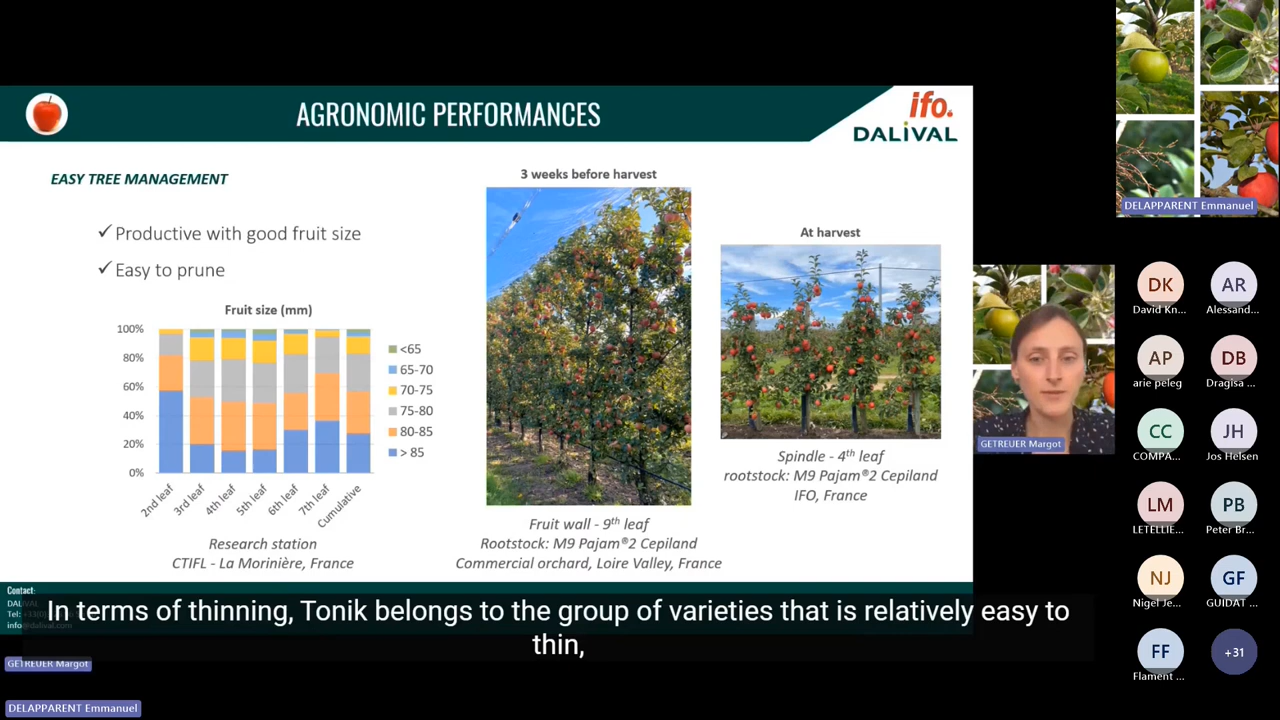 AGRONOMIC PERFORMANCES
ifo.
DALIVAL
EASY TREE MANAGEMENT
✓ Productive with good fruit size
✓ Easy to prune
Fruit size (mm)
100%
80%
60%
40%
20%
0%
2nd leaf
3rd leaf
4th leaf
5th leaf
6th leaf
7th leaf
Cumulative
<65
65-70
70-75
75-80
80-85
> 85
Research station
CTIFL - La Morinière, France
3 weeks before harvest
Fruit wall - 9th leaf
Rootstock: M9 Pajam®2 Cepiland
Commercial orchard, Loire Valley, France
At harvest
Spindle - 4th leaf
rootstock: M9 Pajam®2 Cepiland
IFO, France
Contact:
In terms of thinning, Tonik belongs to the group of varieties that is relatively easy to
thin,
GETREUER Margot
DELAPPARENT Emmanuel
GETREUER Margot
DELAPPARENT Emmanuel
DK
David Kn...
AR
Alessand...
AP
arie peleg
DB
Dragisa ...
CC
COMPA...
JH
Jos Helsen
LM
LETELLIE...
PB
Peter Br...
NJ
Nigel Je...
GF
GUIDAT ...
FF
Flament ...
+31